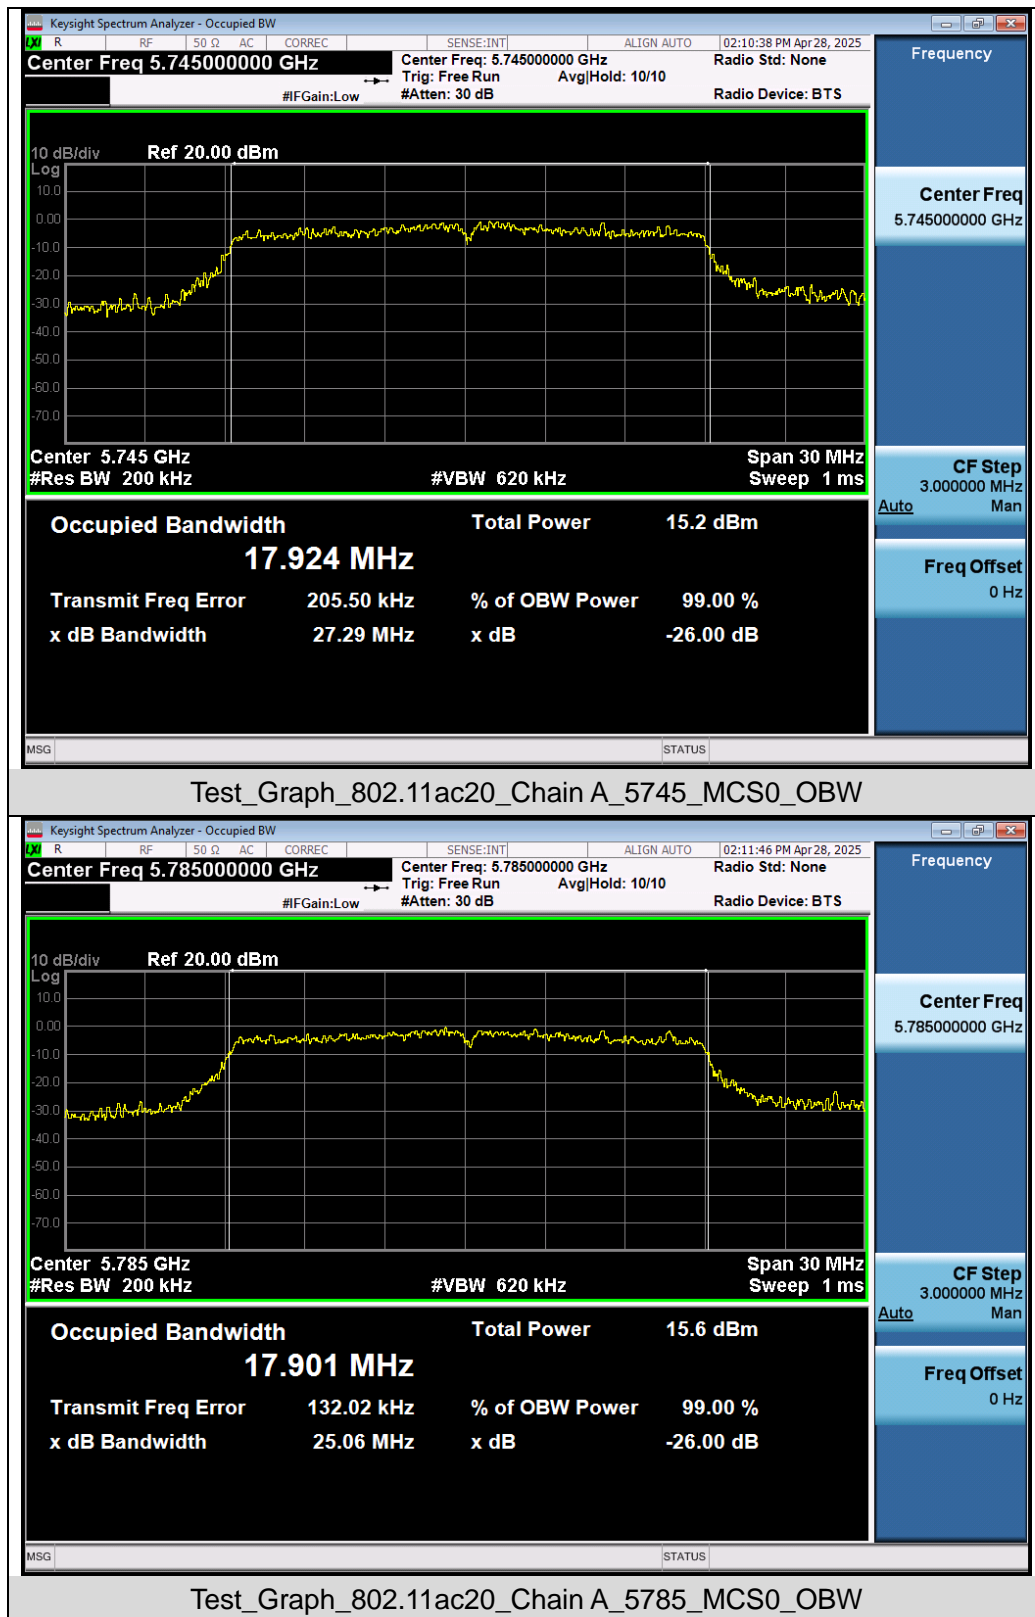 Keysight Spectrum Analyzer - Occupied BW
LXI R RF 50 Ω AC CORREC SENSE:INT ALIGN AUTO 02:10:38 PM Apr 28, 2025
Center Freq 5.745000000 GHz
Center Freq: 5.745000000 GHz
Radio Std: None
Trig: Free Run Avg|Hold: 10/10
#IFGain:Low #Atten: 30 dB Radio Device: BTS
Frequency
10 dB/div Ref 20.00 dBm
Log
10.0
0.00
-10.0
-20.0
-30.0
-40.0
-50.0
-60.0
-70.0
Center 5.745 GHz Span 30 MHz
#Res BW 200 kHz #VBW 620 kHz Sweep 1 ms
Center Freq
5.745000000 GHz
CF Step
3.000000 MHz
Auto Man
Freq Offset
0 Hz
Occupied Bandwidth Total Power 15.2 dBm
17.924 MHz
Transmit Freq Error 205.50 kHz % of OBW Power 99.00 %
x dB Bandwidth 27.29 MHz x dB -26.00 dB
MSG STATUS
Test_Graph_802.11ac20_Chain A_5745_MCS0_OBW
Keysight Spectrum Analyzer - Occupied BW
LXI R RF 50 Ω AC CORREC SENSE:INT ALIGN AUTO 02:11:46 PM Apr 28, 2025
Center Freq 5.785000000 GHz
Center Freq: 5.785000000 GHz
Radio Std: None
Trig: Free Run Avg|Hold: 10/10
#IFGain:Low #Atten: 30 dB Radio Device: BTS
Frequency
10 dB/div Ref 20.00 dBm
Log
10.0
0.00
-10.0
-20.0
-30.0
-40.0
-50.0
-60.0
-70.0
Center 5.785 GHz Span 30 MHz
#Res BW 200 kHz #VBW 620 kHz Sweep 1 ms
Center Freq
5.785000000 GHz
CF Step
3.000000 MHz
Auto Man
Freq Offset
0 Hz
Occupied Bandwidth Total Power 15.6 dBm
17.901 MHz
Transmit Freq Error 132.02 kHz % of OBW Power 99.00 %
x dB Bandwidth 25.06 MHz x dB -26.00 dB
MSG STATUS
Test_Graph_802.11ac20_Chain A_5785_MCS0_OBW